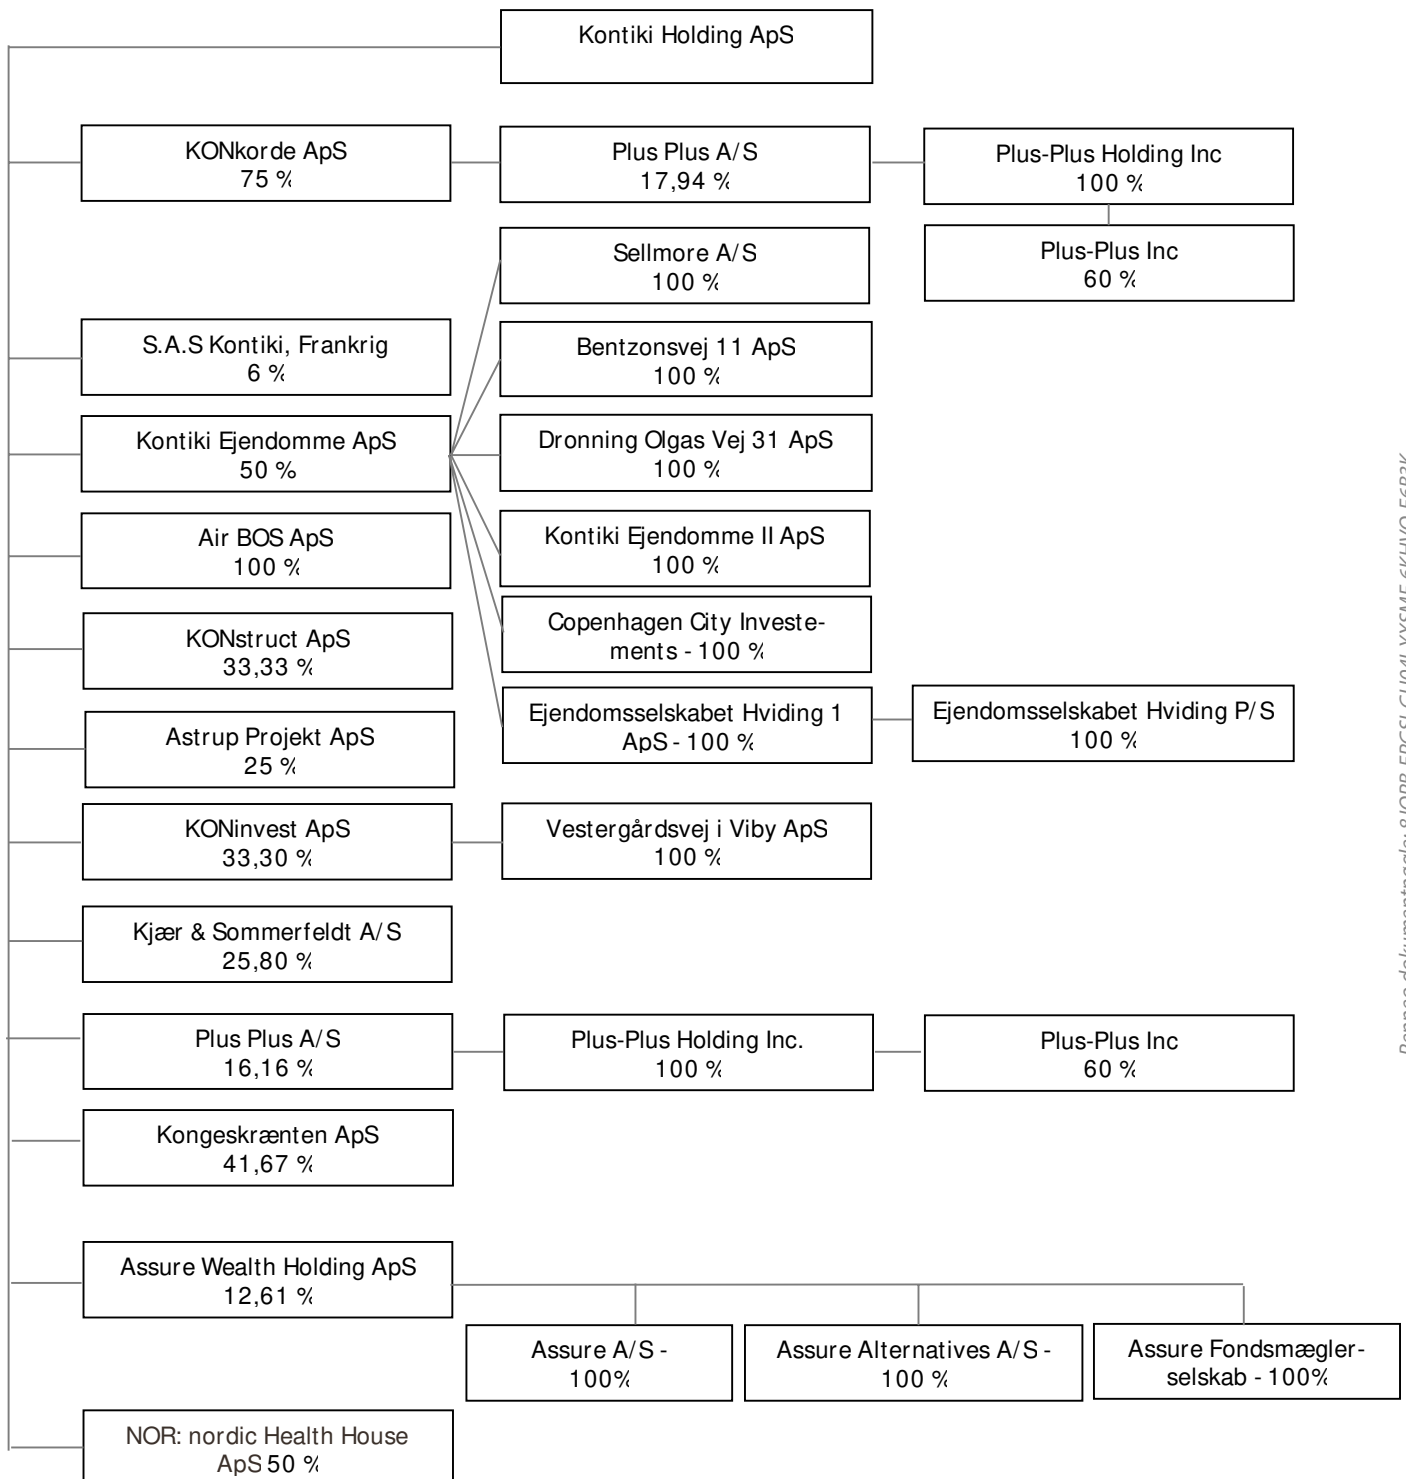 Kontiki Holding ApS
KONkorde ApS
75 %
Plus Plus A/S
17,94 %
Plus-Plus Holding Inc
100 %
Sellmore A/S
100 %
Plus-Plus Inc
60 %
S.A.S Kontiki, Frankrig
6 %
Bentzonsvej 11 ApS
100 %
Kontiki Ejendomme ApS
50 %
Dronning Olgas Vej 31 ApS
100 %
Air BOS ApS
100 %
Kontiki Ejendomme II ApS
100 %
KONstruct ApS
33,33 %
Copenhagen City Investe-
ments - 100 %
Astrup Projekt ApS
25 %
Ejendomsselskabet Hviding 1
ApS - 100 %
Ejendomsselskabet Hviding P/S
100 %
KONinvest ApS
33,30 %
Vestergårdsvej i Viby ApS
100 %
Kjær & Sommerfeldt A/S
25,80 %
Plus Plus A/S
16,16 %
Plus-Plus Holding Inc.
100 %
Plus-Plus Inc
60 %
Kongeskrænten ApS
41,67 %
Assure Wealth Holding ApS
12,61 %
Assure A/S -
100%
Assure Alternatives A/S -
100 %
Assure Fondsmægler-
selskab - 100%
NOR: nordic Health House
ApS 50 %